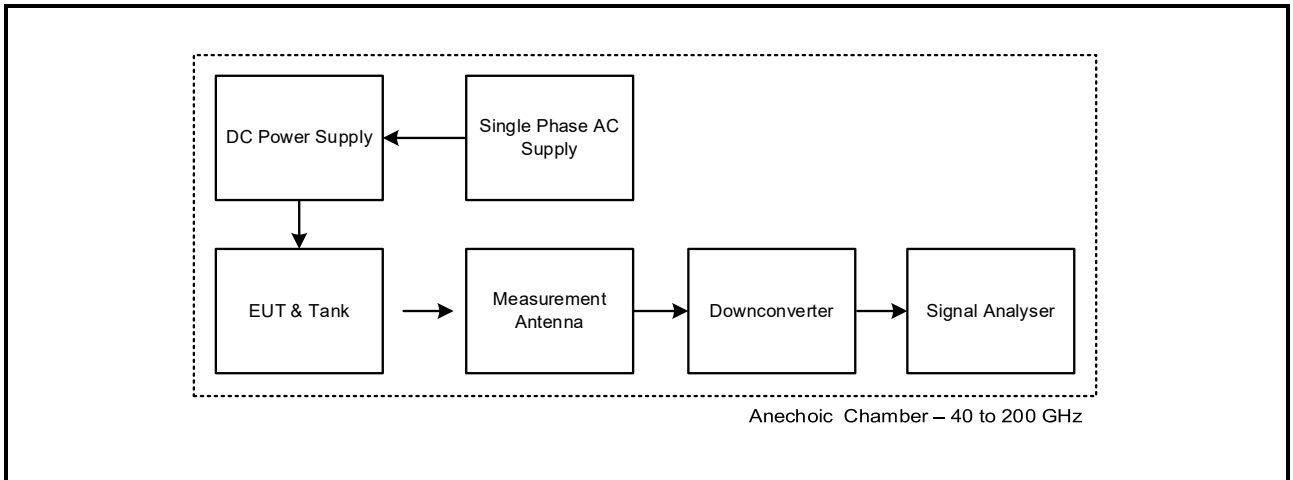 DC Power Supply
Single Phase AC
Supply
EUT & Tank
Measurement
Antenna
Downconverter
Signal Analyser
Anechoic Chamber – 40 to 200 GHz